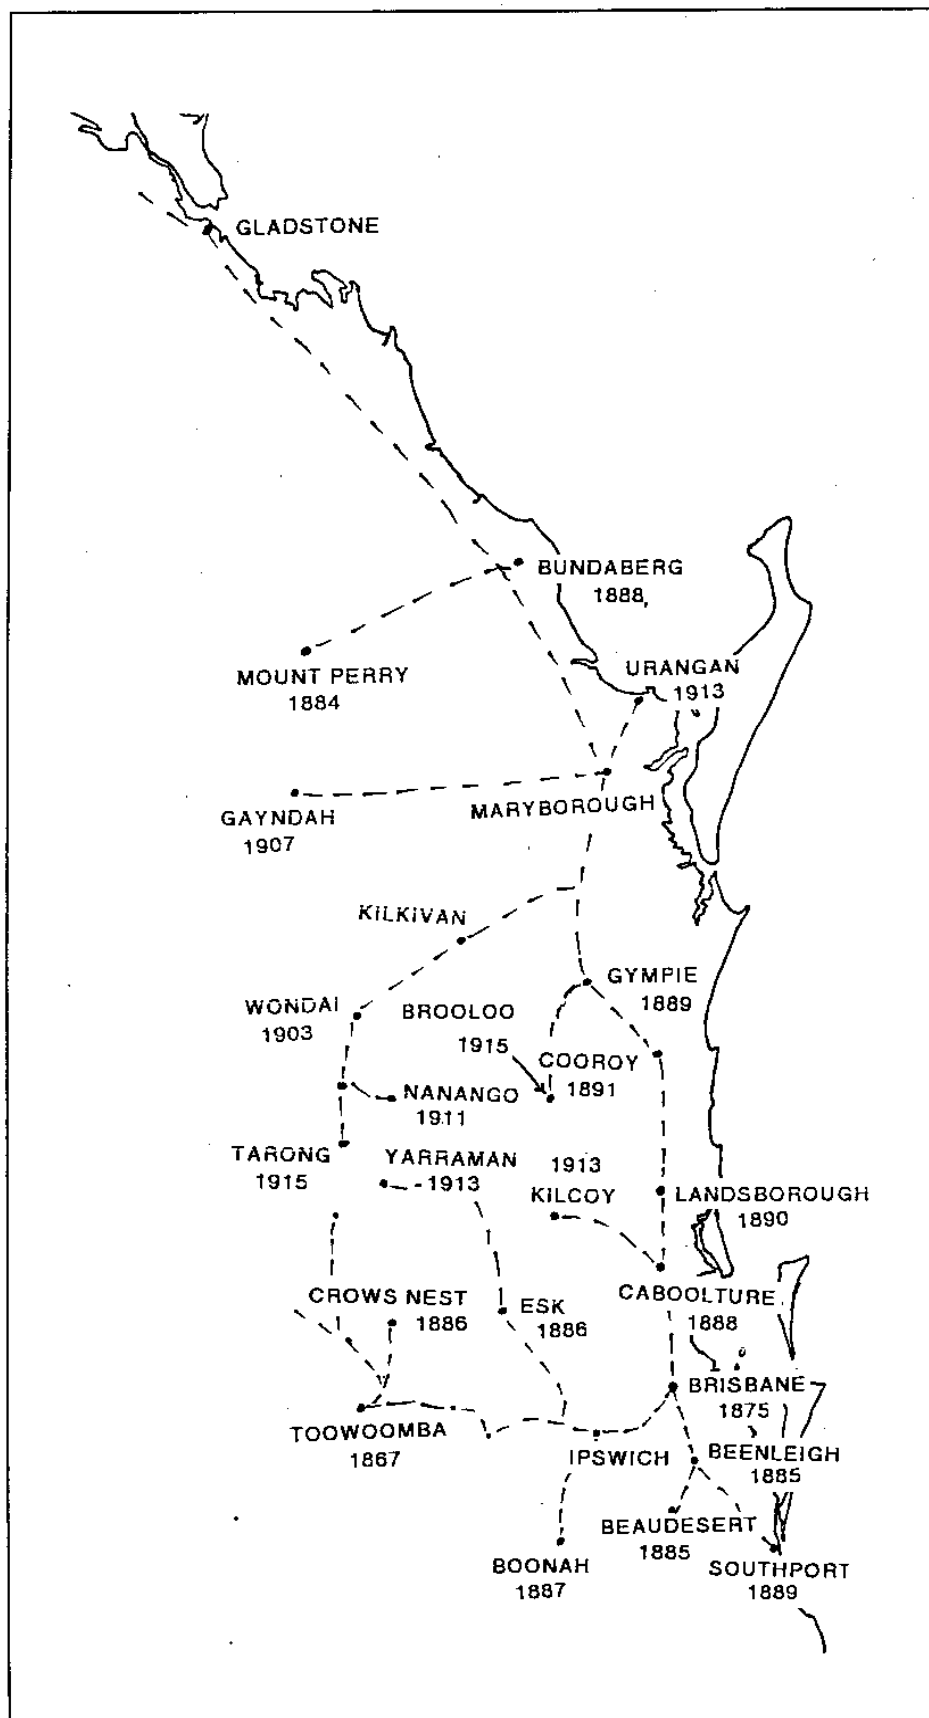 GLADSTONE
BUNDABERG
1888
MOUNT PERRY
1884
URANGAN
1913
MARYBOROUGH
GAYNDAH
1907
KILKIVAN
GYMPIE
1889
WONDAI
1903
BROOLOO
1915
COOROY
1891
NANANGO
1911
TARONG
1915
YARRAMAN
1913
1913
KILCOY
LANDSBOROUGH
1890
CROWS NEST
1886
ESK
1886
CABOOLTURE
1888
BRISBANE
1875
TOOWOOMBA
1867
IPSWICH
BEENLEIGH
1885
BEAUDESERT
1885
BOONAH
1887
SOUTHPORT
1889